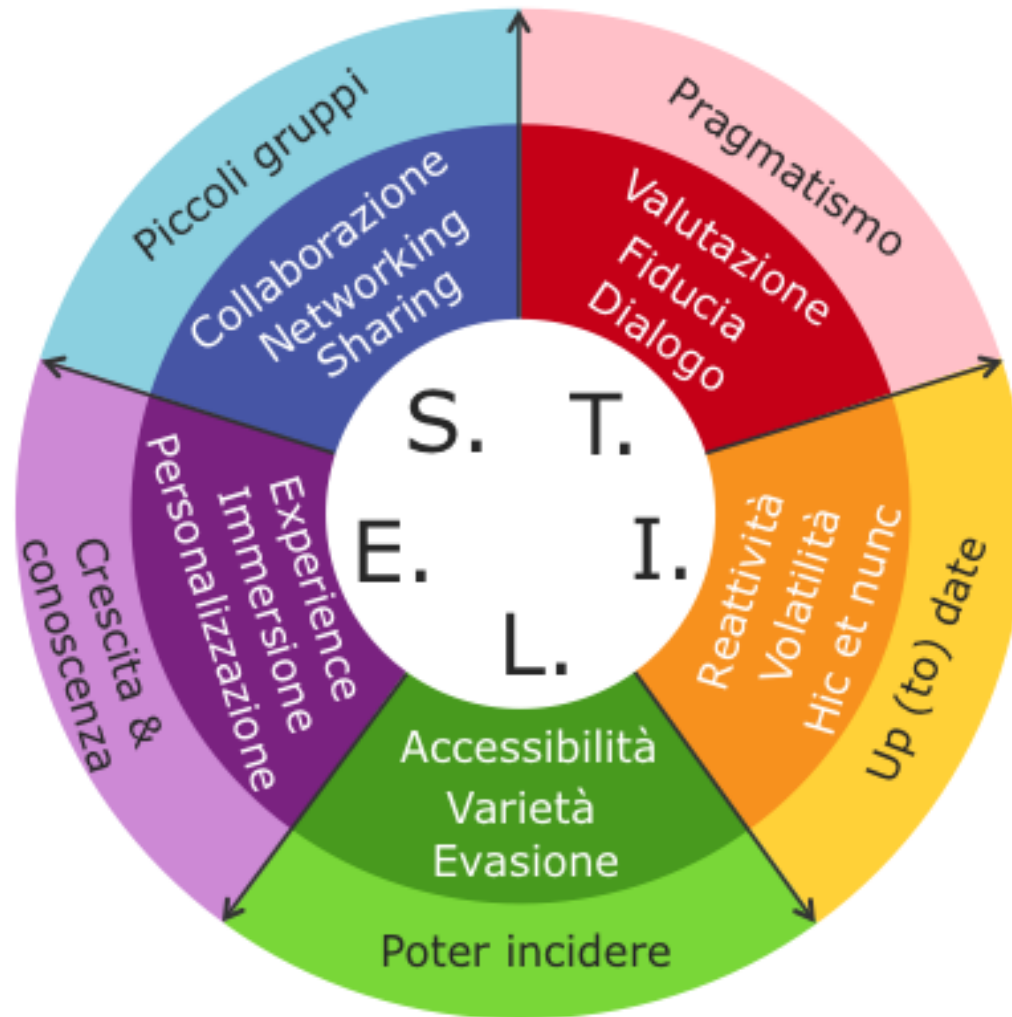 Piccoli gruppi
Collaborazione
Networking
Sharing
Pragmatismo
Valutazione
Fiducia
Dialogo
S. T.
E. I.
L.
Crescita &
conoscenza
Personalizzazione
Immersione
Experience
Reattività
Volatilità
Hic et nunc
Up (to) date
Accessibilità
Varietà
Evasione
Poter incidere